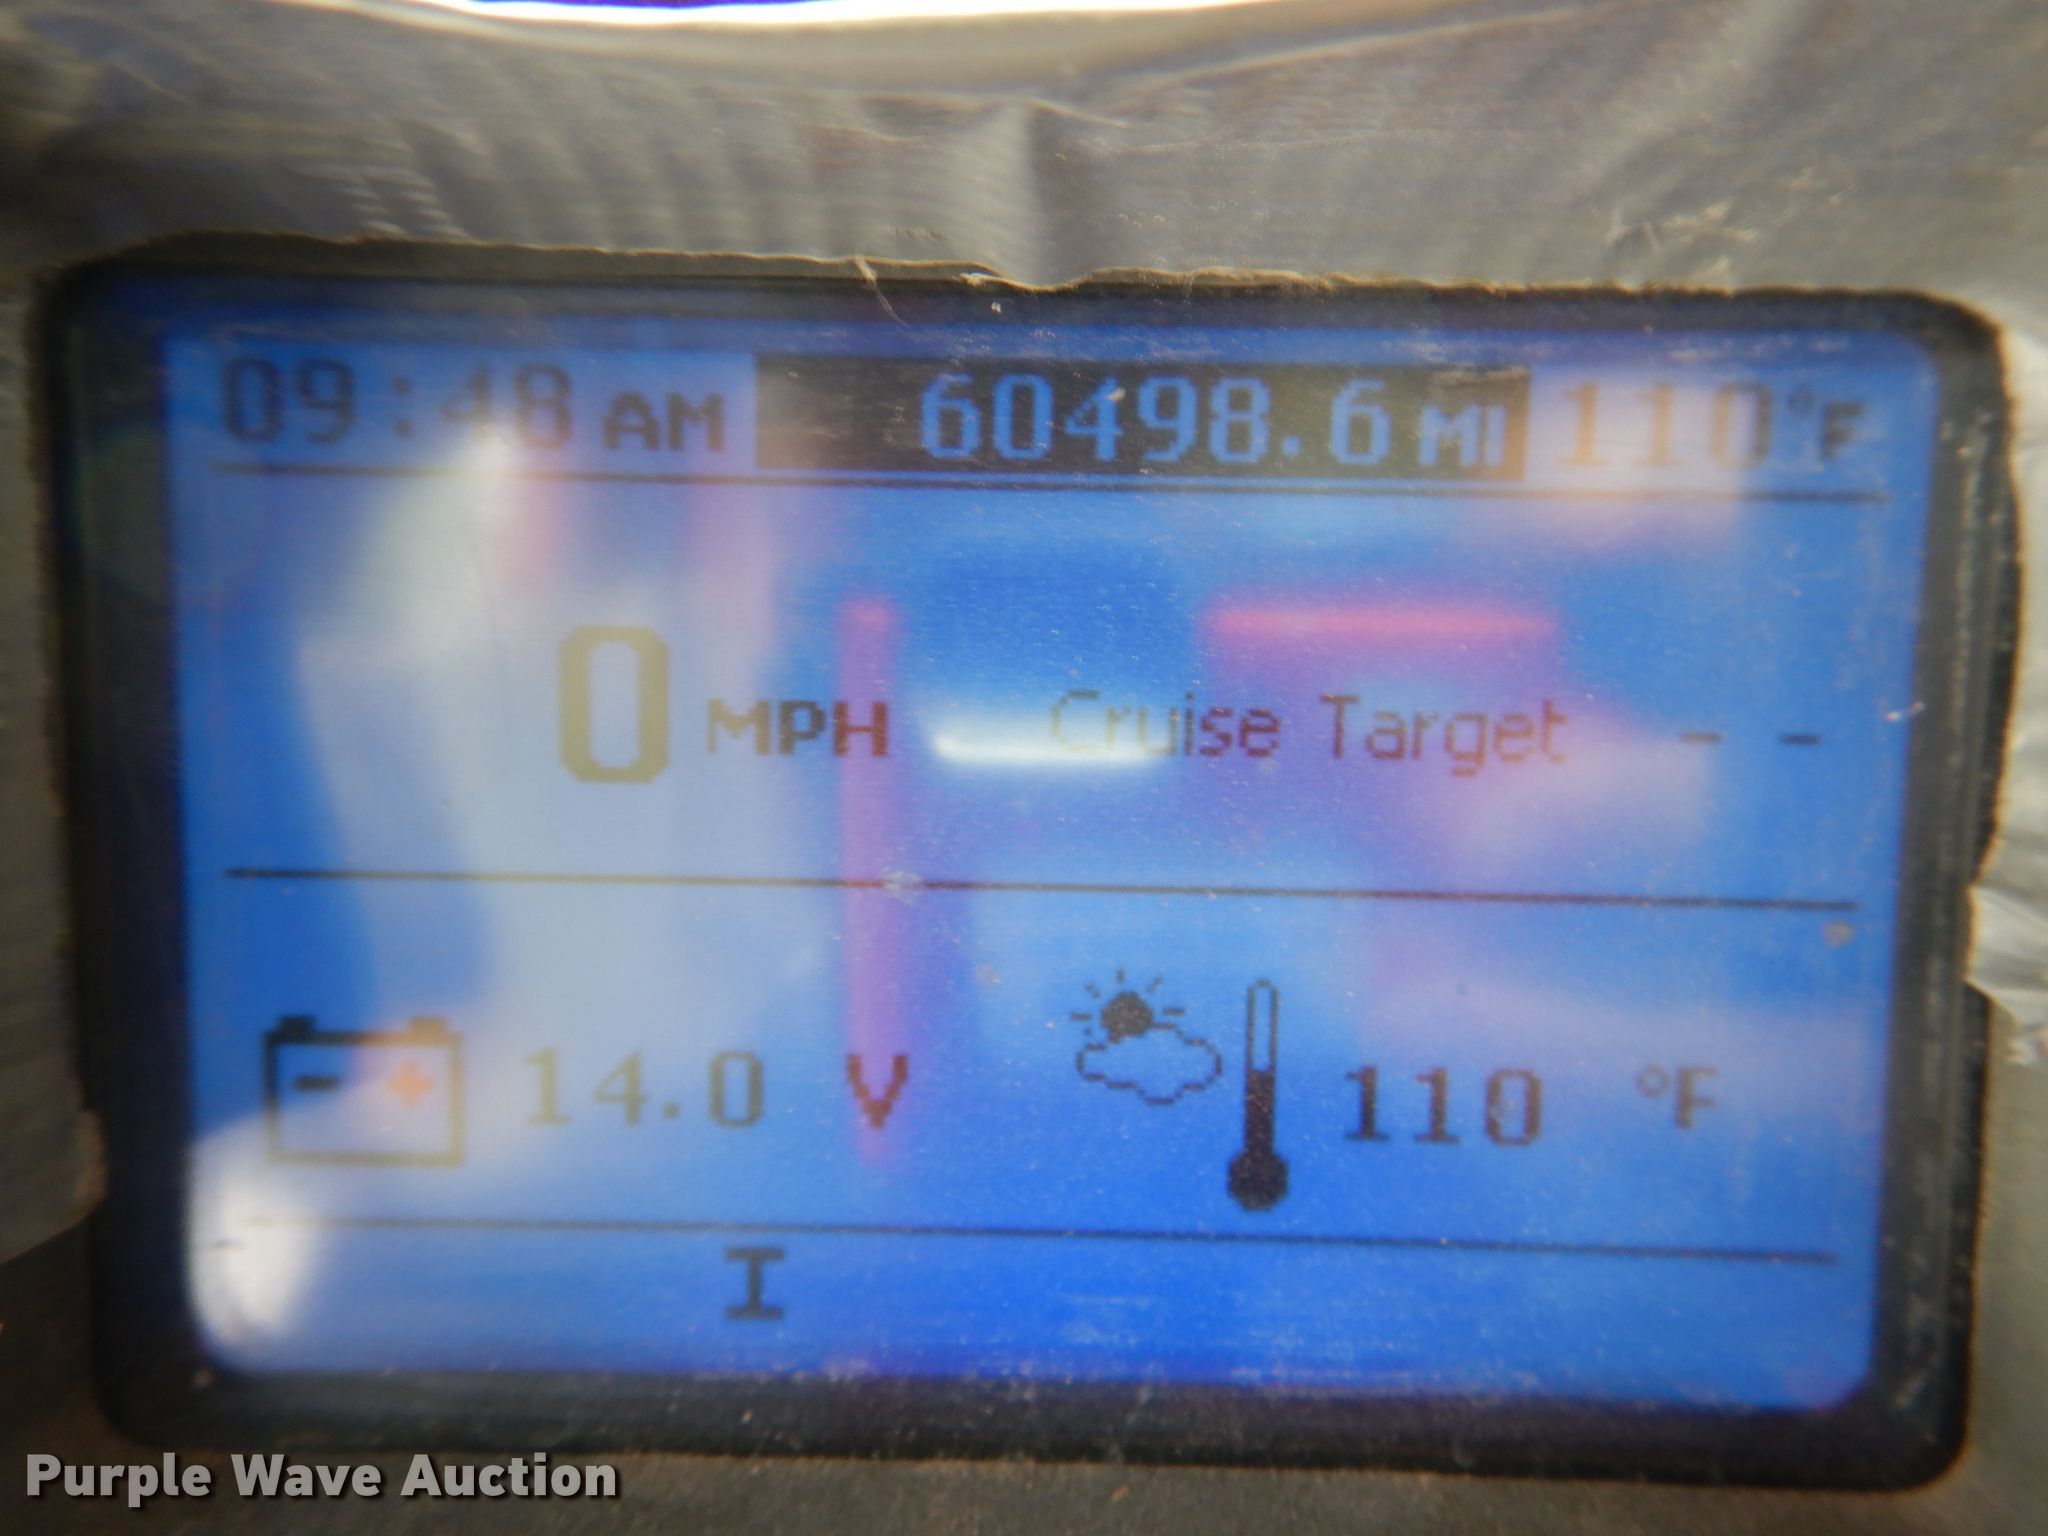 09:48 AM 60498.6 MI 110°F
0 MPH Cruise Target - -
- + 14.0 V 110 °F
I
Purple Wave Auction